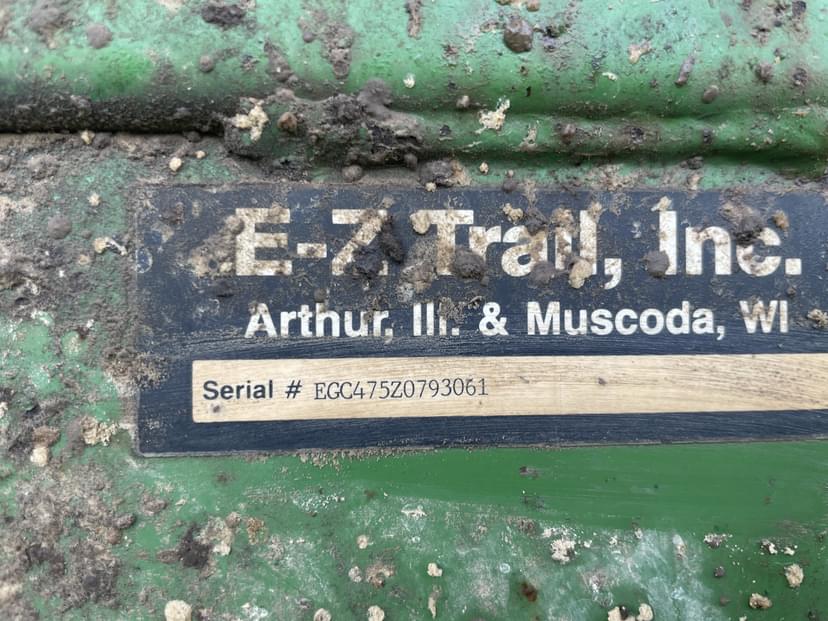 E-Z Trail, Inc.
Arthur, Ill. & Muscoda, WI
Serial # EGC475Z0793061